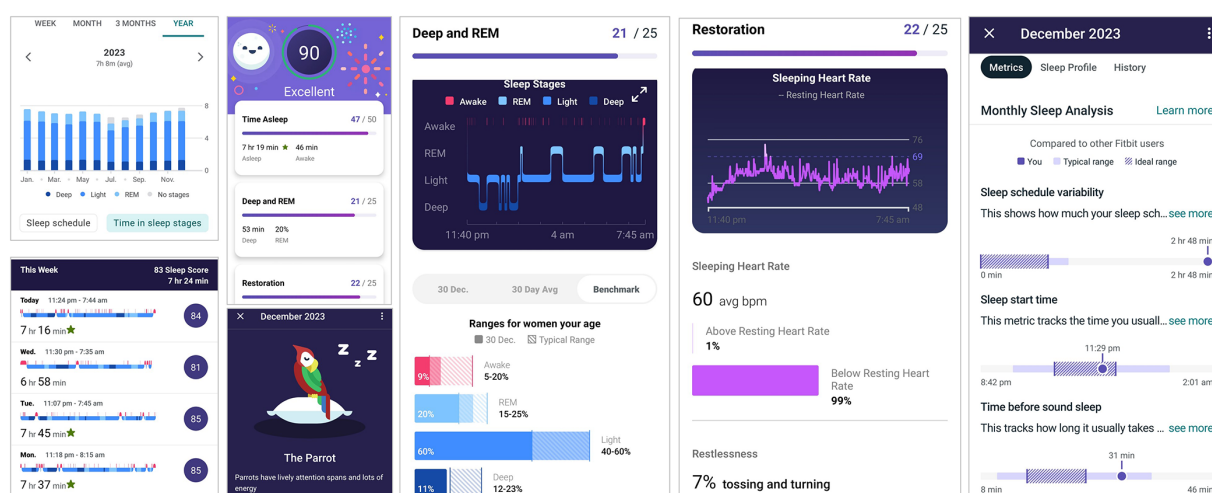 WEEK MONTH 3 MONTHS YEAR
2023
7h 8m (avg)
8
4
0
Jan. Mar. May Jul. Sep. Nov.
Deep Light REM No stages
Sleep schedule Time in sleep stages
This Week 83 Sleep Score
7 hr 24 min
Today 11:24 pm - 7:44 am
84
7 hr 16 min
Wed. 11:30 pm - 7:35 am
81
6 hr 58 min
Tue. 11:07 pm - 7:45 am
85
7 hr 45 min
Mon. 11:18 pm - 8:15 am
85
7 hr 37 min
90
Excellent
Time Asleep 47 / 50
7 hr 19 min 46 min
Asleep Awake
Deep and REM 21 / 25
53 min 20%
Deep REM
Restoration 22 / 25
December 2023
z z z
The Parrot
Parrots have lively attention spans and lots of
energy
Deep and REM 21 / 25
Sleep Stages
Awake REM Light Deep
Awake
REM
Light
Deep
11:40 pm 4 am 7:45 am
30 Dec. 30 Day Avg Benchmark
Ranges for women your age
30 Dec. Typical Range
9% Awake
5-20%
20% REM
15-25%
60% Light
40-60%
11% Deep
12-23%
Restoration 22 / 25
Sleeping Heart Rate
– Resting Heart Rate
76
69
58
48
11:40 pm 7:45 am
Sleeping Heart Rate
60 avg bpm
Above Resting Heart Rate
1%
Below Resting Heart
Rate
99%
Restlessness
7% tossing and turning
December 2023
Metrics Sleep Profile History
Monthly Sleep Analysis Learn more
Compared to other Fitbit users
You Typical range Ideal range
Sleep schedule variability
This shows how much your sleep sch... see more
2 hr 48 min
0 min 2 hr 48 min
Sleep start time
This metric tracks the time you usuall... see more
11:29 pm
8:42 pm 2:01 am
Time before sound sleep
This tracks how long it usually takes ... see more
31 min
8 min 46 min